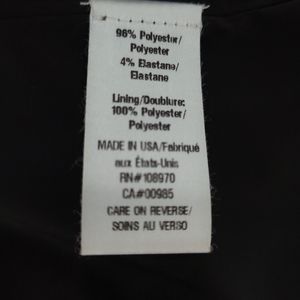 96% Polyester/
Polyester
4% Elastane/
Elastane
Lining/Doublure:
100% Polyester/
Polyester
MADE IN USA/Fabriqué
aux États-Unis
RN#108970
CA#00985
CARE ON REVERSE/
SOINS AU VERSO